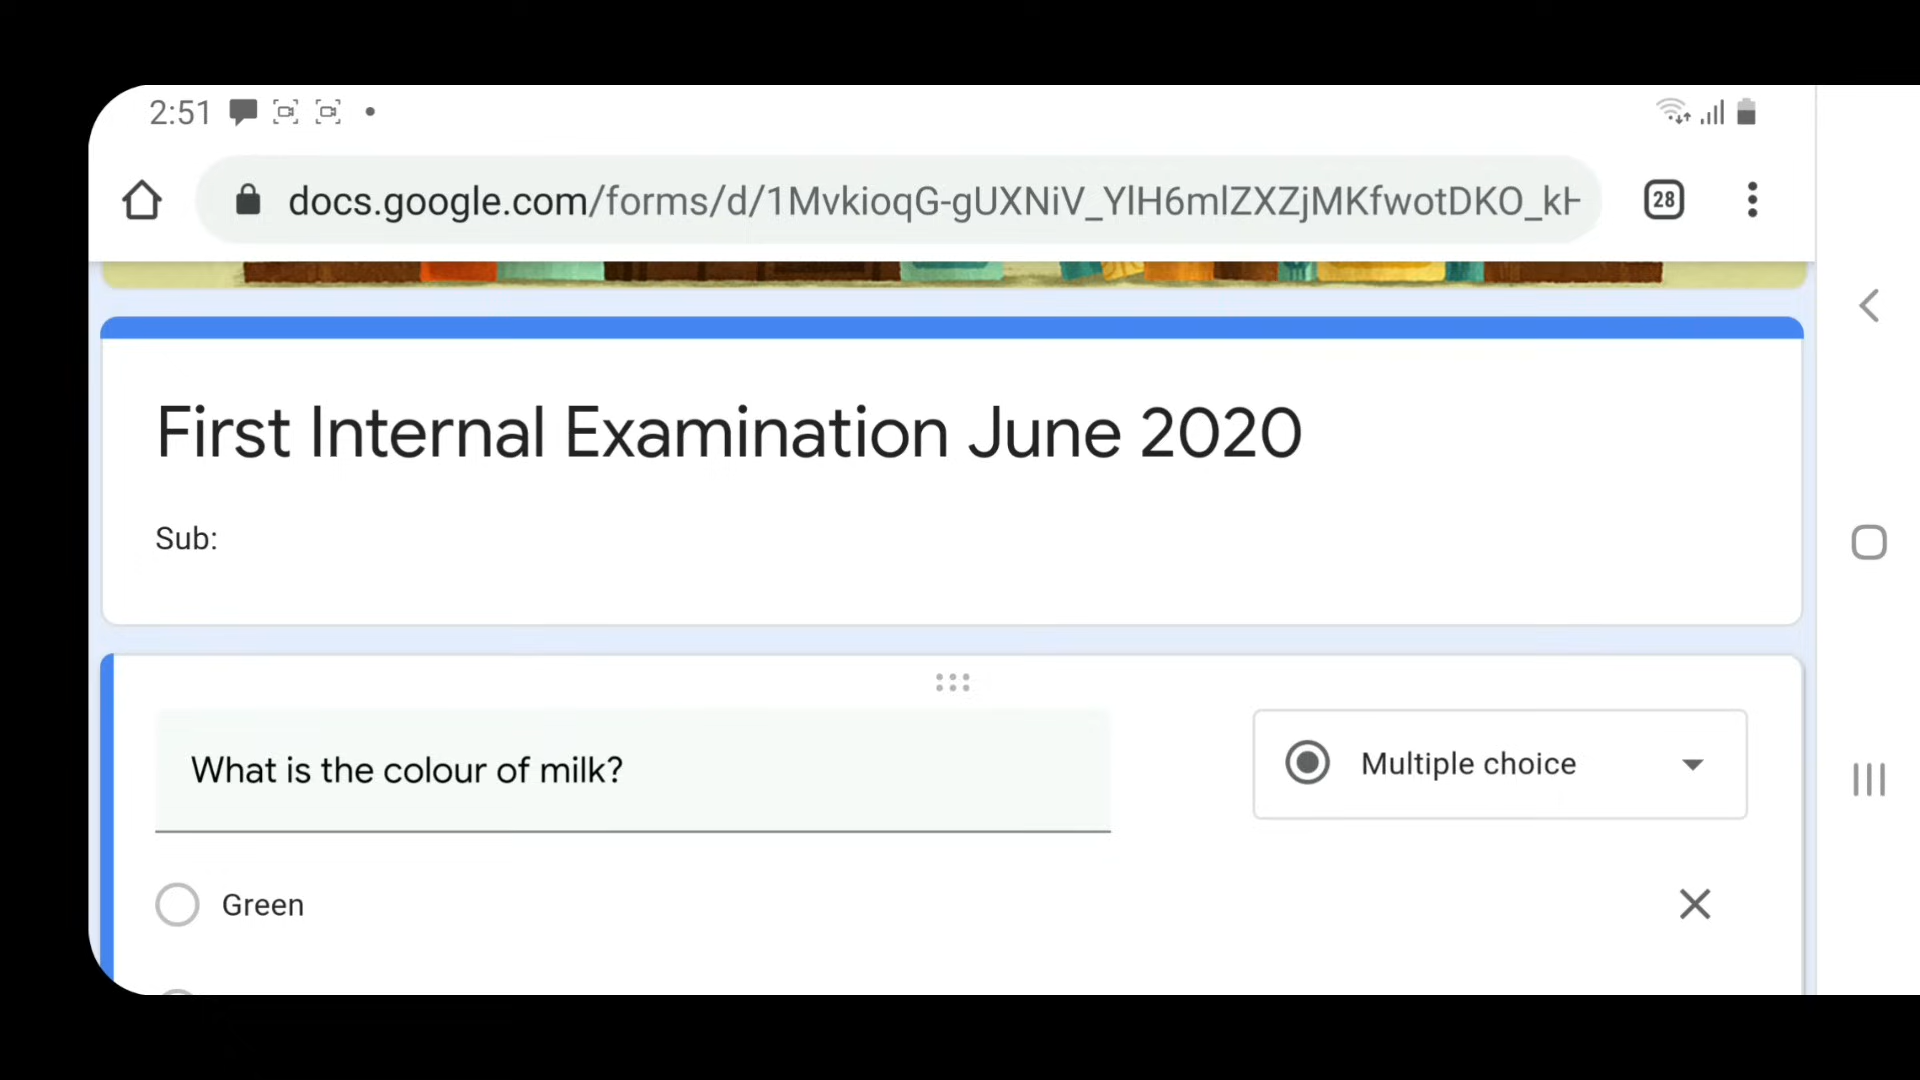 2:51
docs.google.com/forms/d/1MvkioqG-gUXNiV_YlH6mlZXZjMKfwotDKO_kH
28
First Internal Examination June 2020
Sub:
What is the colour of milk?
Multiple choice
Green